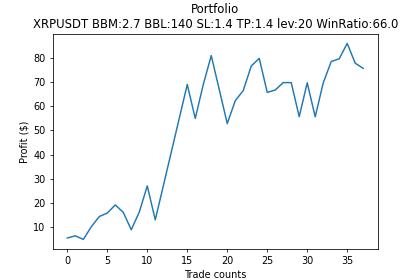 Portfolio
XRPUSDT BBM:2.7 BBL:140 SL:1.4 TP:1.4 lev:20 WinRatio:66.0
80
70
60
50
40
30
20
10
Profit ($)
0 5 10 15 20 25 30 35
Trade counts